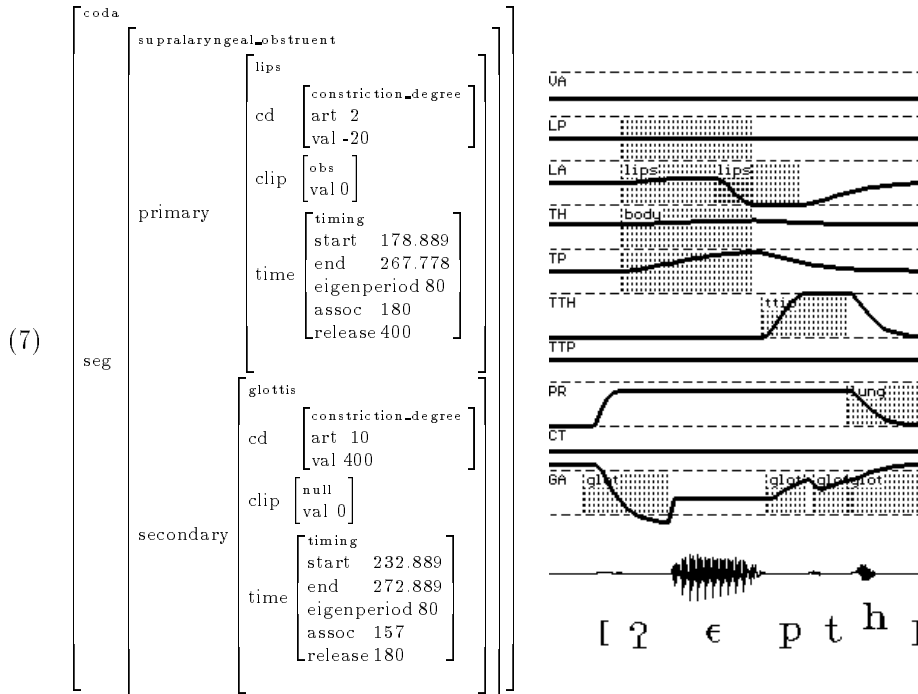 coda
supralaryngeal_obstruent
lips
constriction_degree
cd art 2
val -20
clip obs
val 0
primary
timing
start 178.889
end 267.778
time eigenperiod 80
assoc 180
release 400
(7)
seg
glottis
constriction_degree
cd art 10
val 400
clip null
val 0
secondary
timing
start 232.889
end 272.889
time eigenperiod 80
assoc 157
release 180
VA
LP
LA lips lips
TH body
TP
TTH ttip
TTP
PR lung
CT
GA glot glot glot glot
[ ʔ ɛ p t h ]